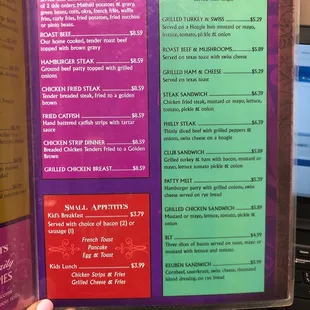 of 2 side orders: Mashed potatoes & gravy,
green beans, corn, okra, french fries, waffle
fries, curly fries, fried potatoes, fried zucchini
or pinto beans.
ROAST BEEF $8.59
Our home cooked, tender roast beef
topped with brown gravy
HAMBURGER STEAK $8.59
Ground beef patty topped with grilled
onions
CHICKEN FRIED STEAK $8.59
Tender breaded steak, fried to a golden
brown
FRIED CATFISH $8.59
Hand battered catfish strips with tartar
sauce
CHICKEN STRIP DINNER $8.59
Breaded Chicken Tenders Fried to a Golden
Brown
GRILLED CHICKEN BREAST $8.59
SMALL APPETITES
Kid's Breakfast $3.79
Served with choice of bacon (2) or
sausage (1)
French Toast
Pancake
Egg & Toast
Kids Lunch $3.99
Chicken Strips & Fries
Grilled Cheese & Fries
GRILLED TURKEY & SWISS $5.29
Served on a Hoagie bun mustard or mayo,
lettuce, tomato, pickle & onion
ROAST BEEF & MUSHROOMS $5.89
Served on texas toast with swiss cheese
GRILLED HAM & CHEESE $5.29
Served on texas toast
STEAK SANDWICH $6.29
Chicken fried steak, mustard or mayo, lettuce,
tomato, pickle & onion
PHILLY STEAK $6.39
Thinly sliced beef with grilled peppers &
onions, swiss cheese on a hoagie
CLUB SANDWICH $5.89
Grilled turkey & ham with bacon, mustard or
mayo, lettuce tomato pickle & onion
PATTY MELT $5.39
Hamburger patty with grilled onions, swiss
cheese served on rye bread
GRILLED CHICKEN SANDWICH $5.89
Mustard or mayo, lettuce, tomato, pickle &
onion
BLT $4.99
Three slices of bacon served on toast, mayo or
mustard, lettuce and tomato
REUBEN SANDWICH $5.99
Cornbeef, sauerkraut, swiss cheese, thousand
island dressing, on rye bread